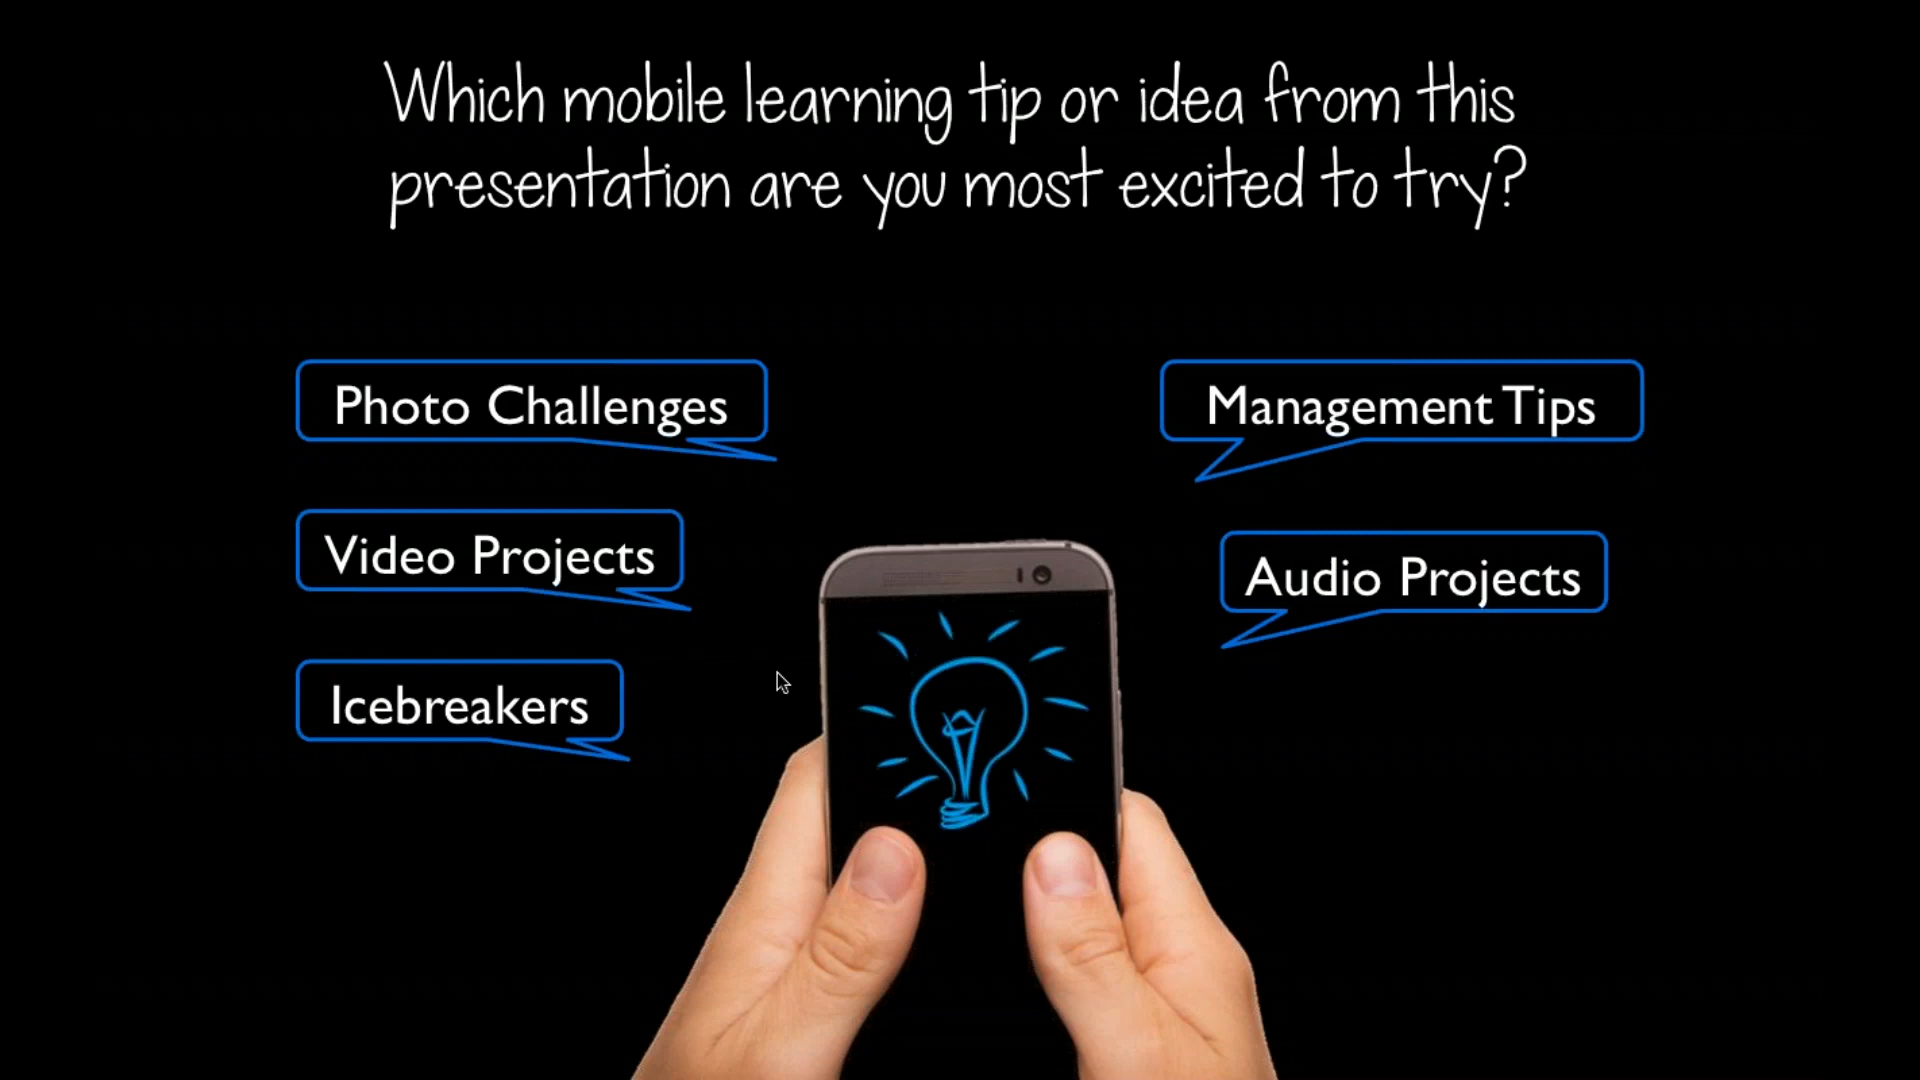 Which mobile learning tip or idea from this
presentation are you most excited to try?
Photo Challenges
Video Projects
Icebreakers
Management Tips
Audio Projects